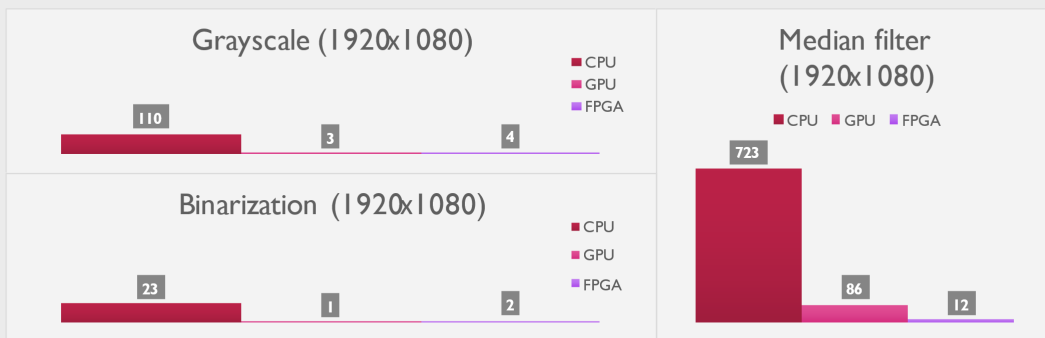 Grayscale (1920x1080)
CPU
GPU
FPGA
110
3
4
Binarization (1920x1080)
CPU
GPU
FPGA
23
1
2
Median filter
(1920x1080)
CPU GPU FPGA
723
86
12